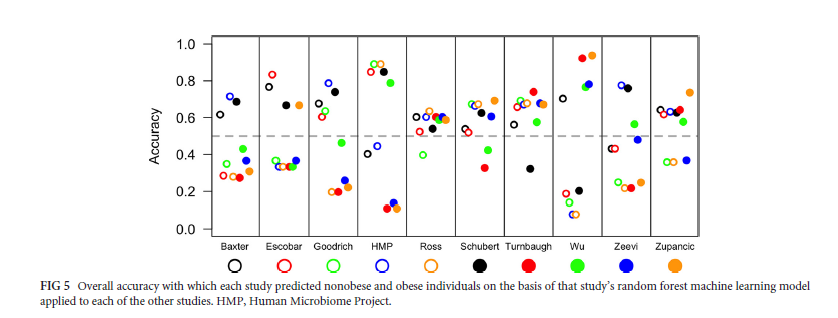 1.0
0.8
0.6
0.4
0.2
0.0
Accuracy
Baxter Escobar Goodrich HMP Ross Schubert Turnbaugh Wu Zeevi Zupancic
FIG 5 Overall accuracy with which each study predicted nonobese and obese individuals on the basis of that study's random forest machine learning model
applied to each of the other studies. HMP, Human Microbiome Project.